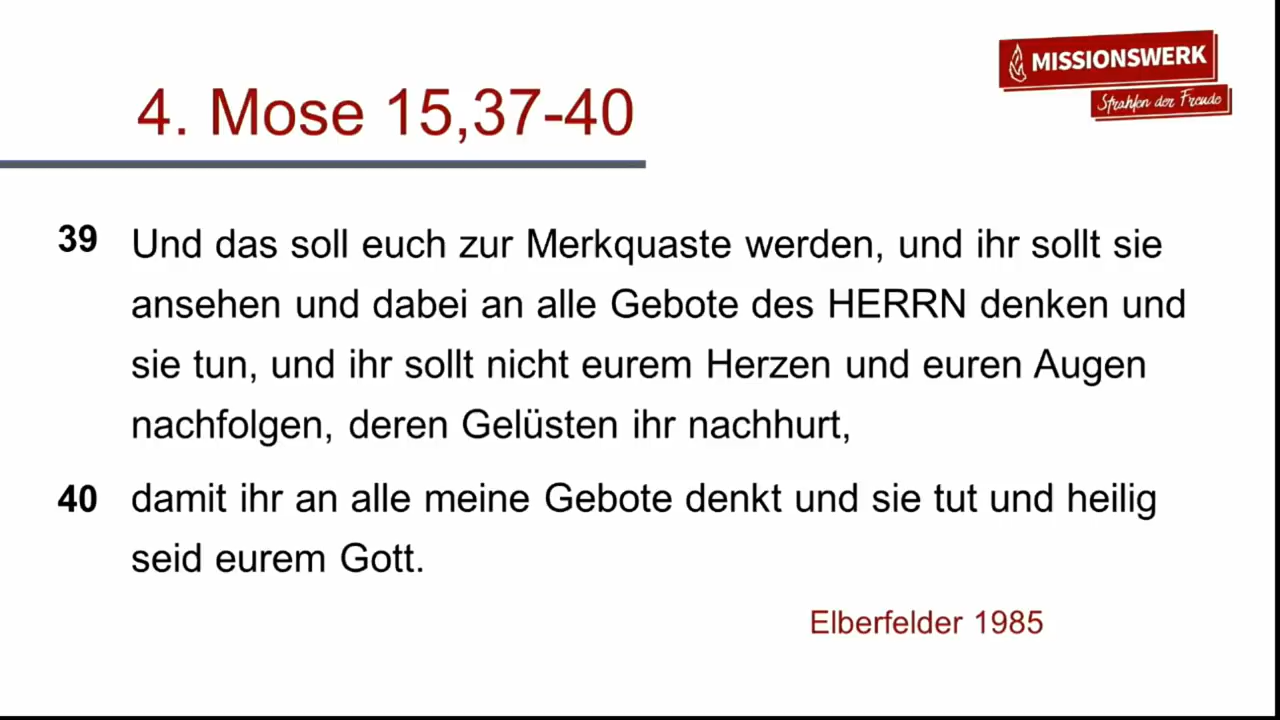 MISSIONSWERK
Strahlen der Freude
4. Mose 15,37-40
39 Und das soll euch zur Merkquaste werden, und ihr sollt sie
ansehen und dabei an alle Gebote des HERRN denken und
sie tun, und ihr sollt nicht eurem Herzen und euren Augen
nachfolgen, deren Gelüsten ihr nachhurt,
40 damit ihr an alle meine Gebote denkt und sie tut und heilig
seid eurem Gott.
Elberfelder 1985